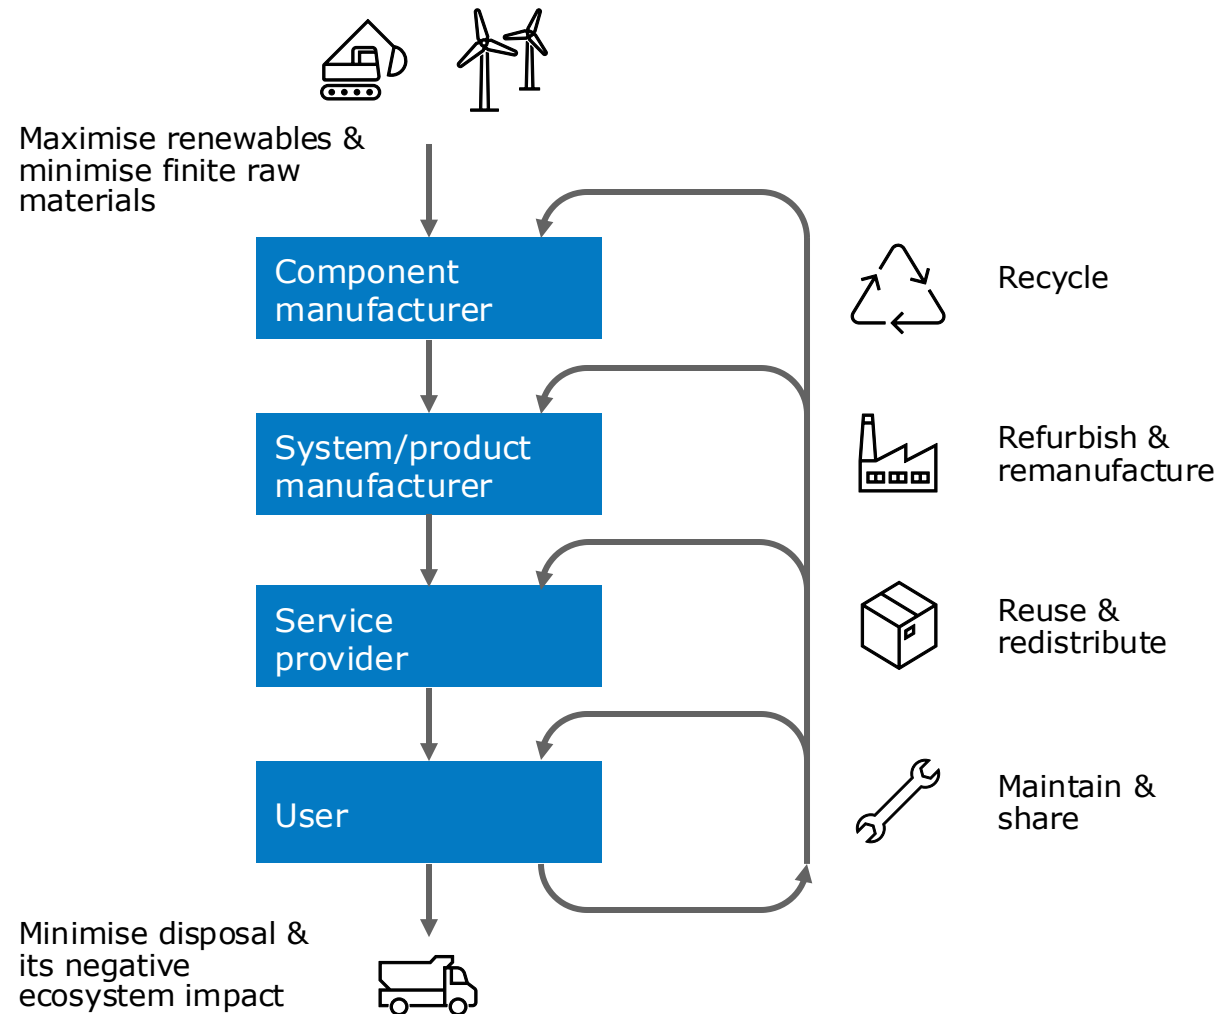 Maximise renewables &
minimise finite raw
materials
Component
manufacturer
Recycle
System/product
manufacturer
Refurbish &
remanufacture
Service
provider
Reuse &
redistribute
User
Maintain &
share
Minimise disposal &
its negative
ecosystem impact